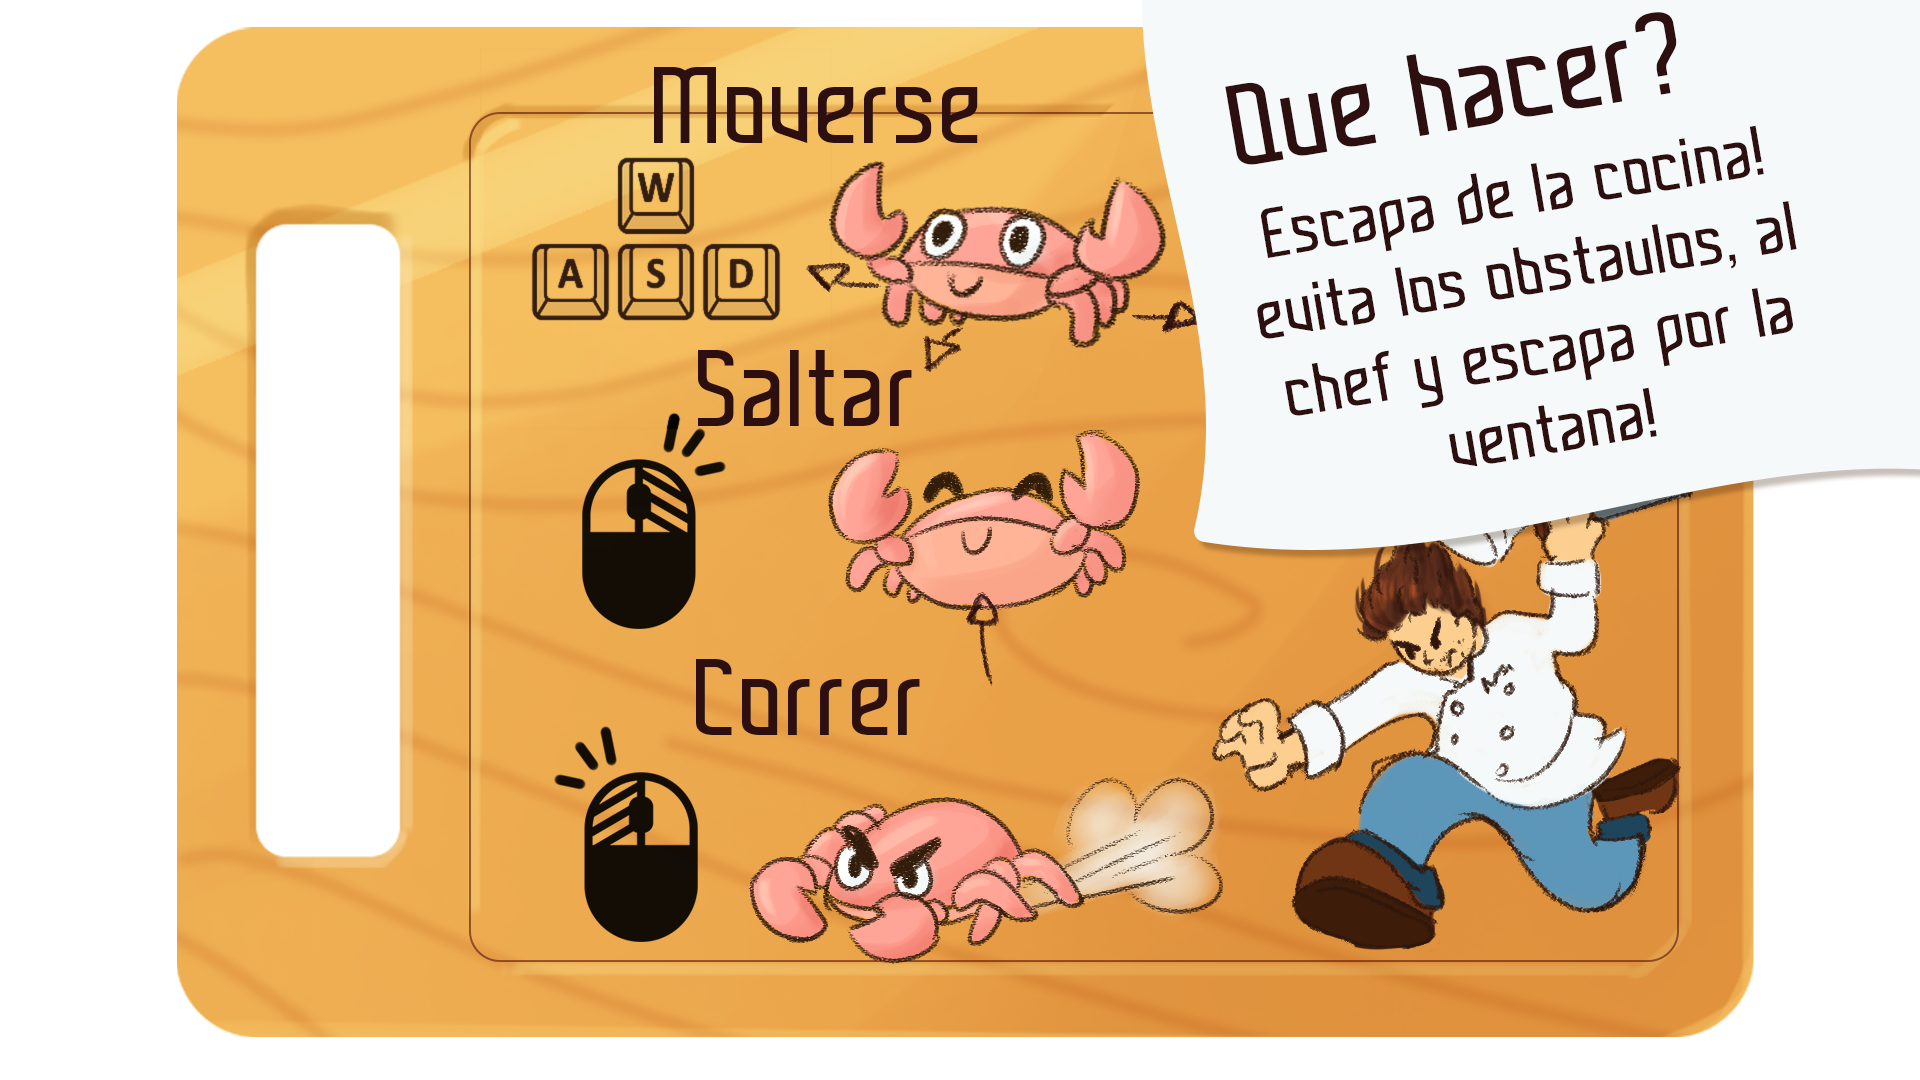 Moverse
W
A S D
Saltar
Correr
Que hacer?
Escapa de la cocina!
evita los obstaulos, al
chef y escapa por la
ventana!